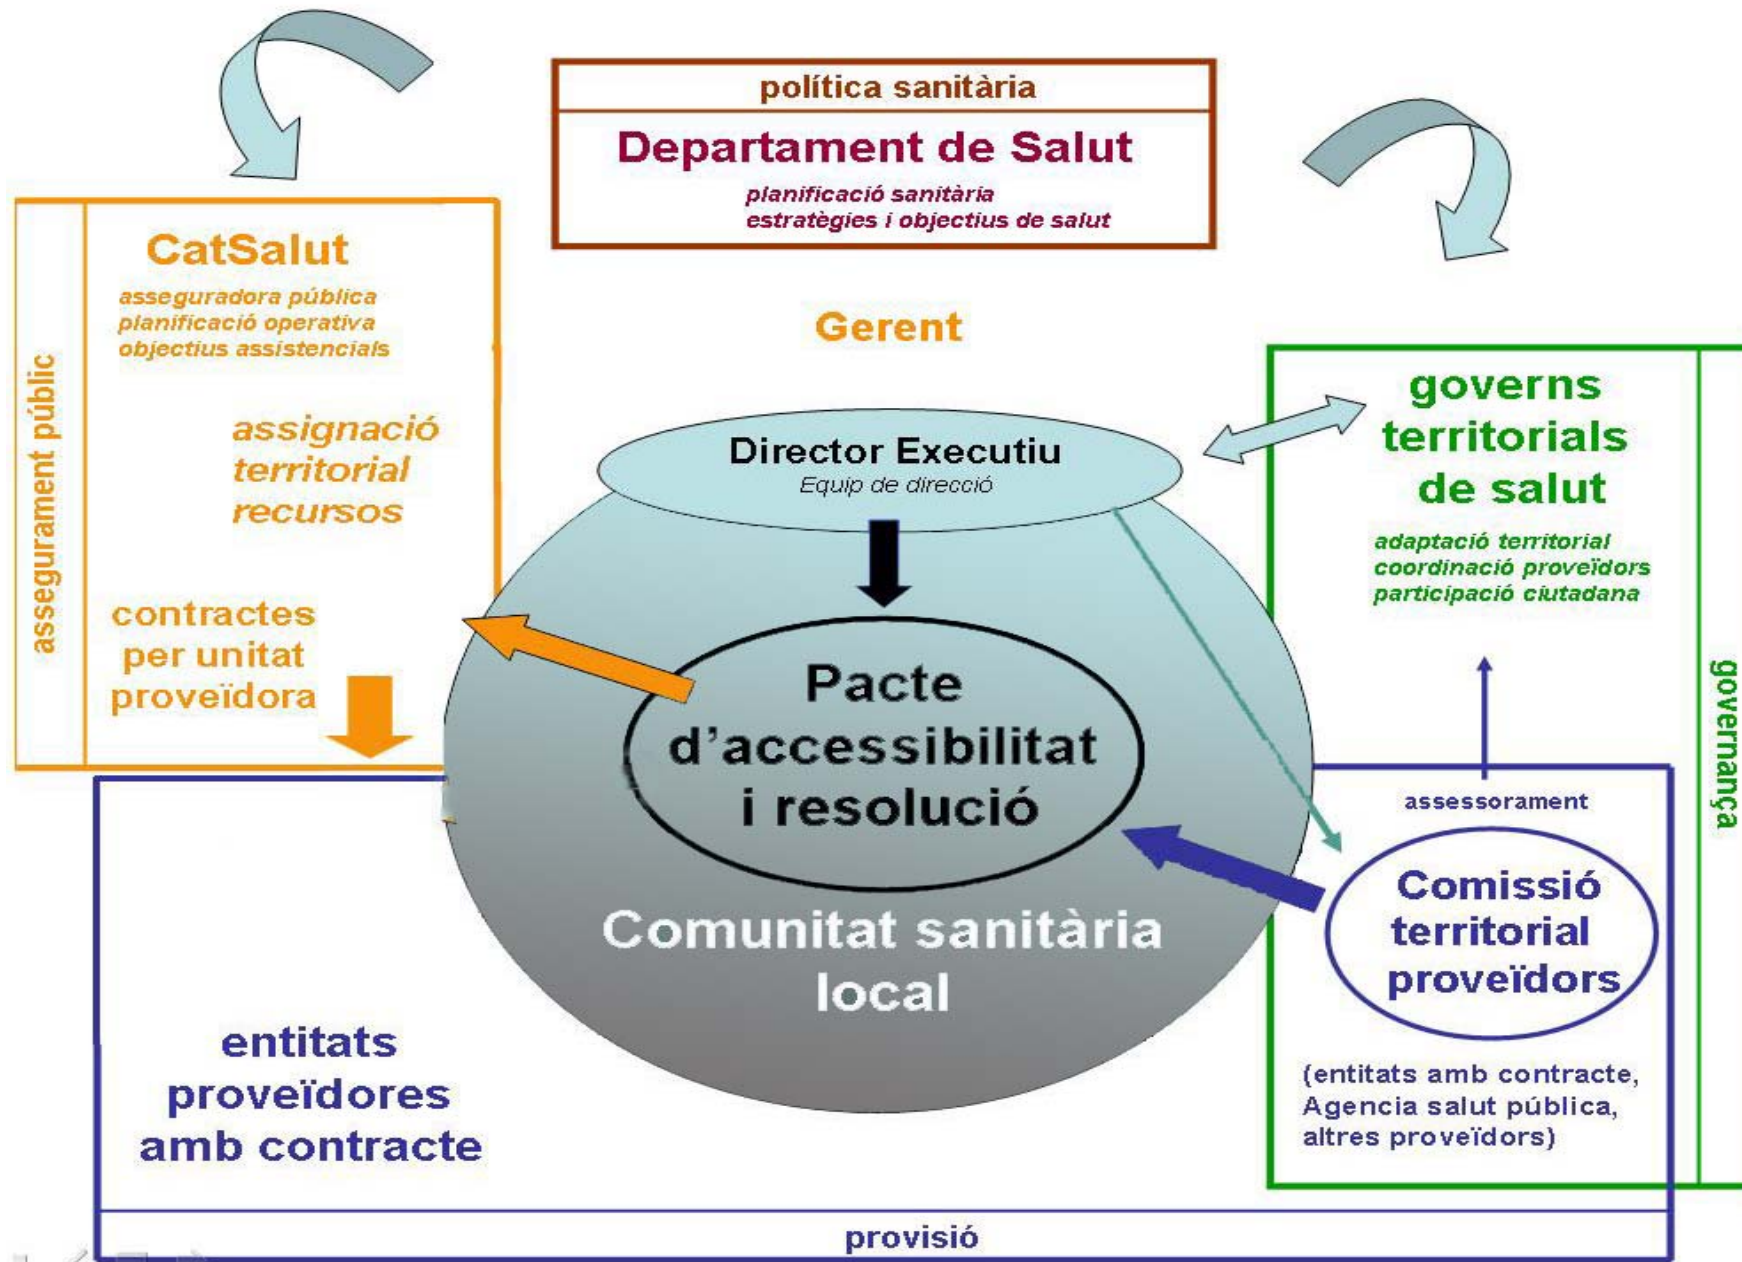 política sanitària
Departament de Salut
planificació sanitària
estratègies i objectius de salut
CatSalut
asseguradora pública
planificació operativa
objectius assistencials
assignació
territorial
recursos
contractes
per unitat
proveïdora
assegurament públic
Gerent
Director Executiu
Equip de direcció
Pacte
d'accessibilitat
i resolució
Comunitat sanitària
local
governs
territorials
de salut
adaptació territorial
coordinació proveïdors
participació ciutadana
governança
assessorament
Comissió
territorial
proveïdors
(entitats amb contracte,
Agencia salut pública,
altres proveïdors)
entitats
proveïdores
amb contracte
provisió